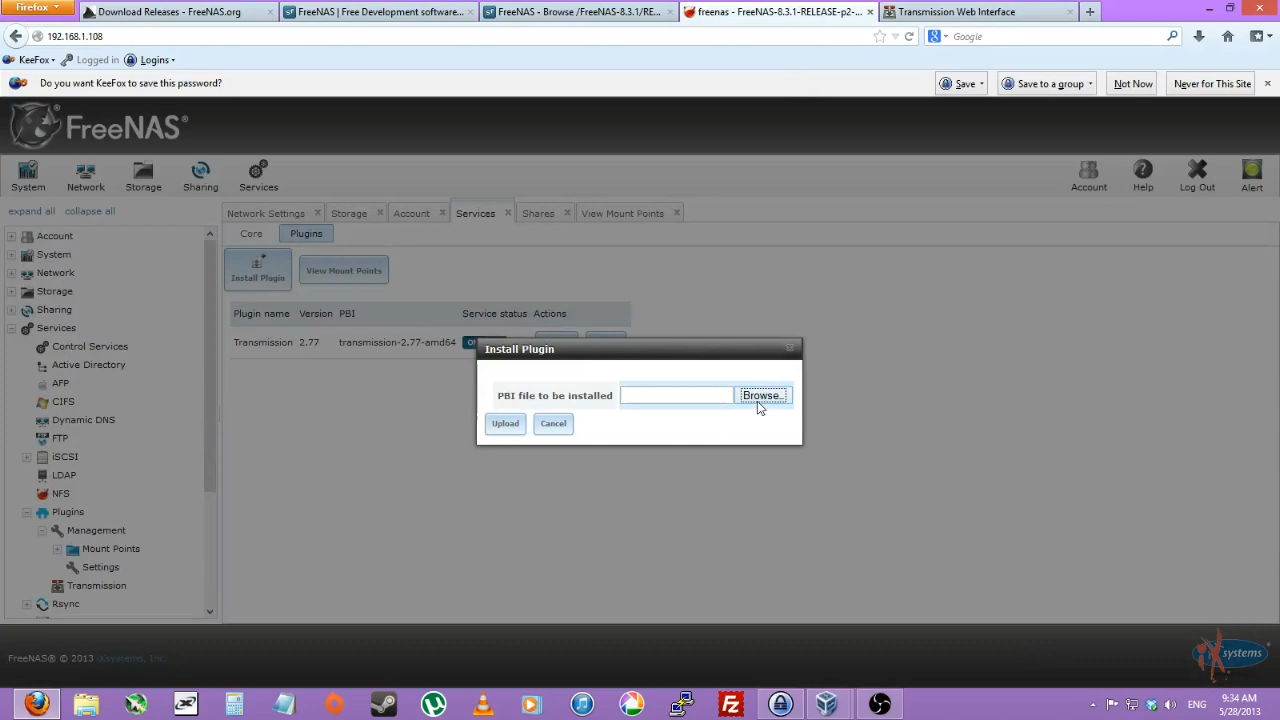 Firefox
Download Releases - FreeNAS.org
FreeNAS | Free Development software...
FreeNAS - Browse /FreeNAS-8.3.1/RE...
freenas - FreeNAS-8.3.1-RELEASE-p2-...
Transmission Web Interface
192.168.1.108
Google
KeeFox
Logged in
Logins
Do you want KeeFox to save this password?
Save
Save to a group
Not Now
Never for This Site
FreeNAS®
System
Network
Storage
Sharing
Services
Account
Help
Log Out
Alert
expand all
collapse all
Network Settings
Storage
Account
Services
Shares
View Mount Points
Core
Plugins
Install Plugin
View Mount Points
Plugin name
Version
PBI
Service status
Actions
Transmission
2.77
transmission-2.77-amd64
Install Plugin
PBI file to be installed
Browse..
Upload
Cancel
Account
System
Network
Storage
Sharing
Services
Control Services
Active Directory
AFP
CIFS
Dynamic DNS
FTP
iSCSI
LDAP
NFS
Plugins
Management
Mount Points
Settings
Transmission
Rsync
FreeNAS® © 2013 iXsystems, Inc.
iXsystems
ENG
9:34 AM
5/28/2013